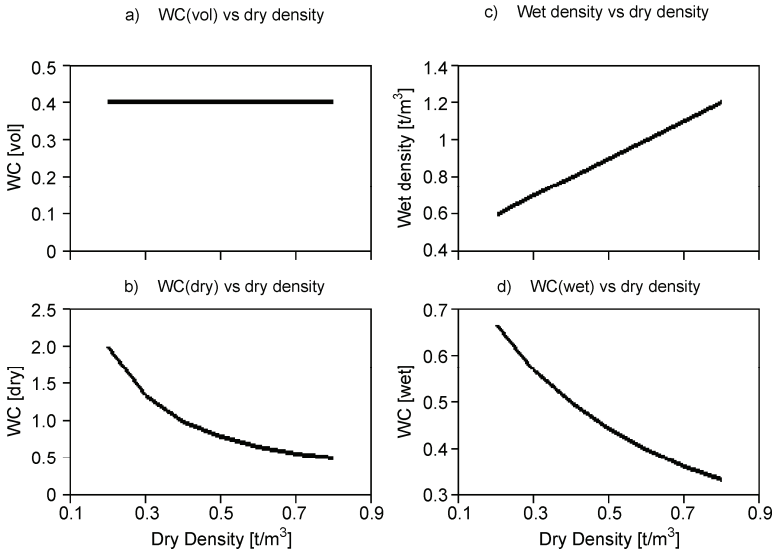 a) WC(vol) vs dry density
0.5
0.4
0.3
0.2
0.1
0
WC [vol]
c) Wet density vs dry density
1.4
1.2
1
0.8
0.6
0.4
Wet density [t/m³]
b) WC(dry) vs dry density
2.5
2.0
1.5
1.0
0.5
0
WC [dry]
0.1 0.3 0.5 0.7 0.9
Dry Density [t/m³]
d) WC(wet) vs dry density
0.7
0.6
0.5
0.4
0.3
WC [wet]
0.1 0.3 0.5 0.7 0.9
Dry Density [t/m³]